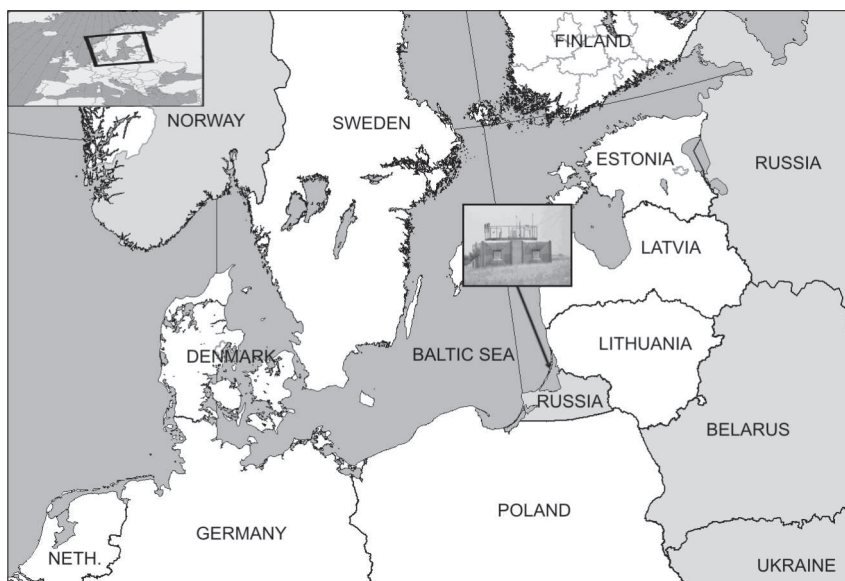 FINLAND
NORWAY
SWEDEN
ESTONIA
RUSSIA
LATVIA
LITHUANIA
DENMARK
BALTIC SEA
RUSSIA
BELARUS
POLAND
GERMANY
NETH.
UKRAINE